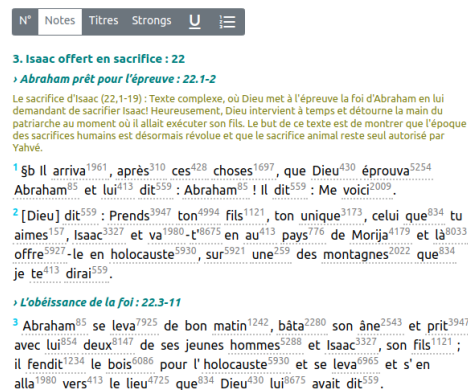 N° Notes Titres Strongs U
3. Isaac offert en sacrifice : 22
› Abraham prêt pour l'épreuve : 22.1-2
Le sacrifice d'Isaac (22,1-19) : Texte complexe, où Dieu met à l'épreuve la foi d'Abraham en lui
demandant de sacrifier Isaac! Heureusement, Dieu intervient à temps et détourne la main du
patriarche au moment où il allait exécuter son fils. Le but de ce texte est de montrer que l'époque
des sacrifices humains est désormais révolue et que le sacrifice animal reste seul autorisé par
Yahvé.
1 §b Il arriva1961, après310 ces428 choses1697, que Dieu430 éprouva5254
Abraham85 et lui413 dit559 : Abraham85 ! Il dit559 : Me voici2009.
2 [Dieu] dit559 : Prends3947 ton4994 fils1121, ton unique3173, celui que834 tu
aimes157, Isaac3327 et va1980-t'8675 en au413 pays776 de Morija4179 et là8033
offre5927-le en holocauste5930, sur5921 une259 des montagnes2022 que834
je te413 dirai559.
› L'obéissance de la foi : 22.3-11
3 Abraham85 se leva7925 de bon matin1242, bâta2280 son âne2543 et prit3947
avec lui854 deux8147 de ses jeunes hommes5288 et Isaac3327, son fils1121 ;
il fendit1234 le bois6086 pour l'holocauste5930 et se leva6965 et s'en
alla1980 vers413 le lieu4725 que834 Dieu430 lui8675 avait dit559.